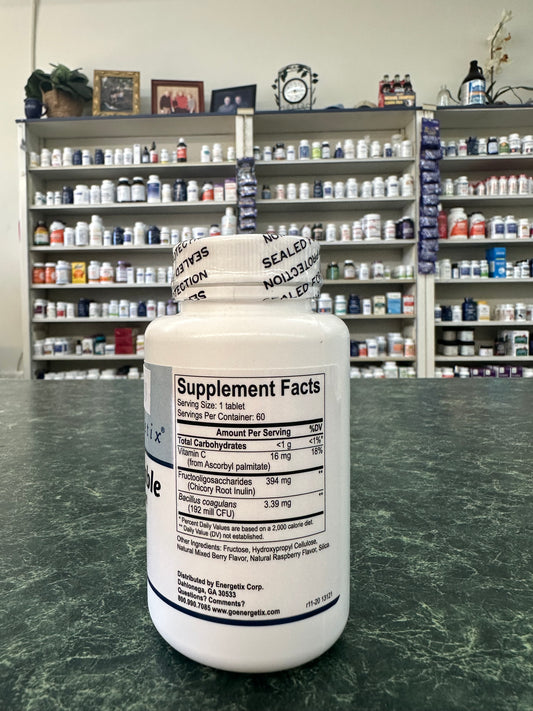 SEALED
SEALED
Supplement Facts
Serving Size: 1 tablet
Servings Per Container: 60
Amount Per Serving %DV
Total Carbohydrates <1 g <1%*
Vitamin C 16 mg 18%
(from Ascorbyl palmitate)
Fructooligosaccharides 394 mg **
(Chicory Root Inulin)
Bacillus coagulans 3.39 mg **
(192 mill CFU)
* Percent Daily Values are based on a 2,000 calorie diet.
** Daily Value (DV) not established.
Other Ingredients: Fructose, Hydroxypropyl Cellulose,
Natural Mixed Berry Flavor, Natural Raspberry Flavor, Silica.
Distributed by Energetix Corp.
Dahlonega, GA 30533
Questions? Comments?
800.990.7085 www.goenergetix.com
r11-20 13121